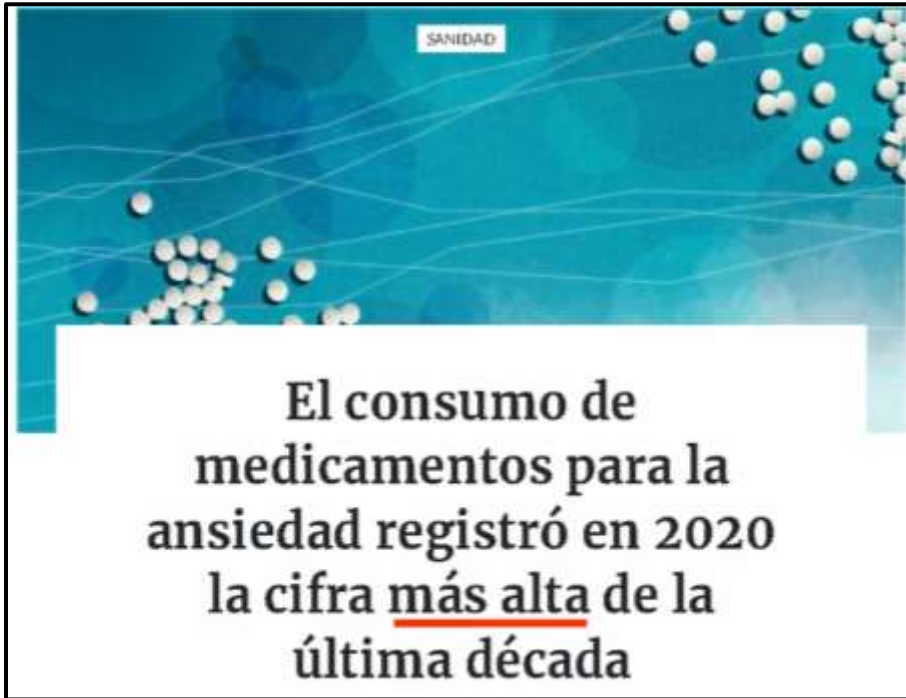 SANIDAD
El consumo de
medicamentos para la
ansiedad registró en 2020
la cifra más alta de la
última década